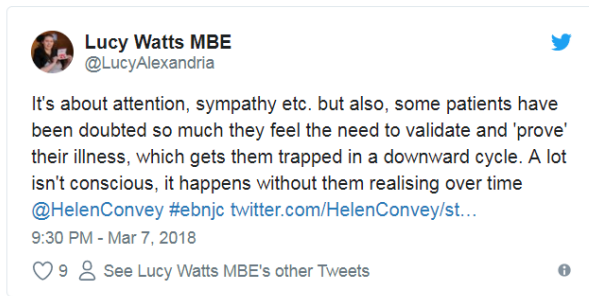 Lucy Watts MBE
@LucyAlexandria
It's about attention, sympathy etc. but also, some patients have
been doubted so much they feel the need to validate and 'prove'
their illness, which gets them trapped in a downward cycle. A lot
isn't conscious, it happens without them realising over time
@HelenConvey #ebnjc twitter.com/HelenConvey/st…
9:30 PM - Mar 7, 2018
9 See Lucy Watts MBE's other Tweets